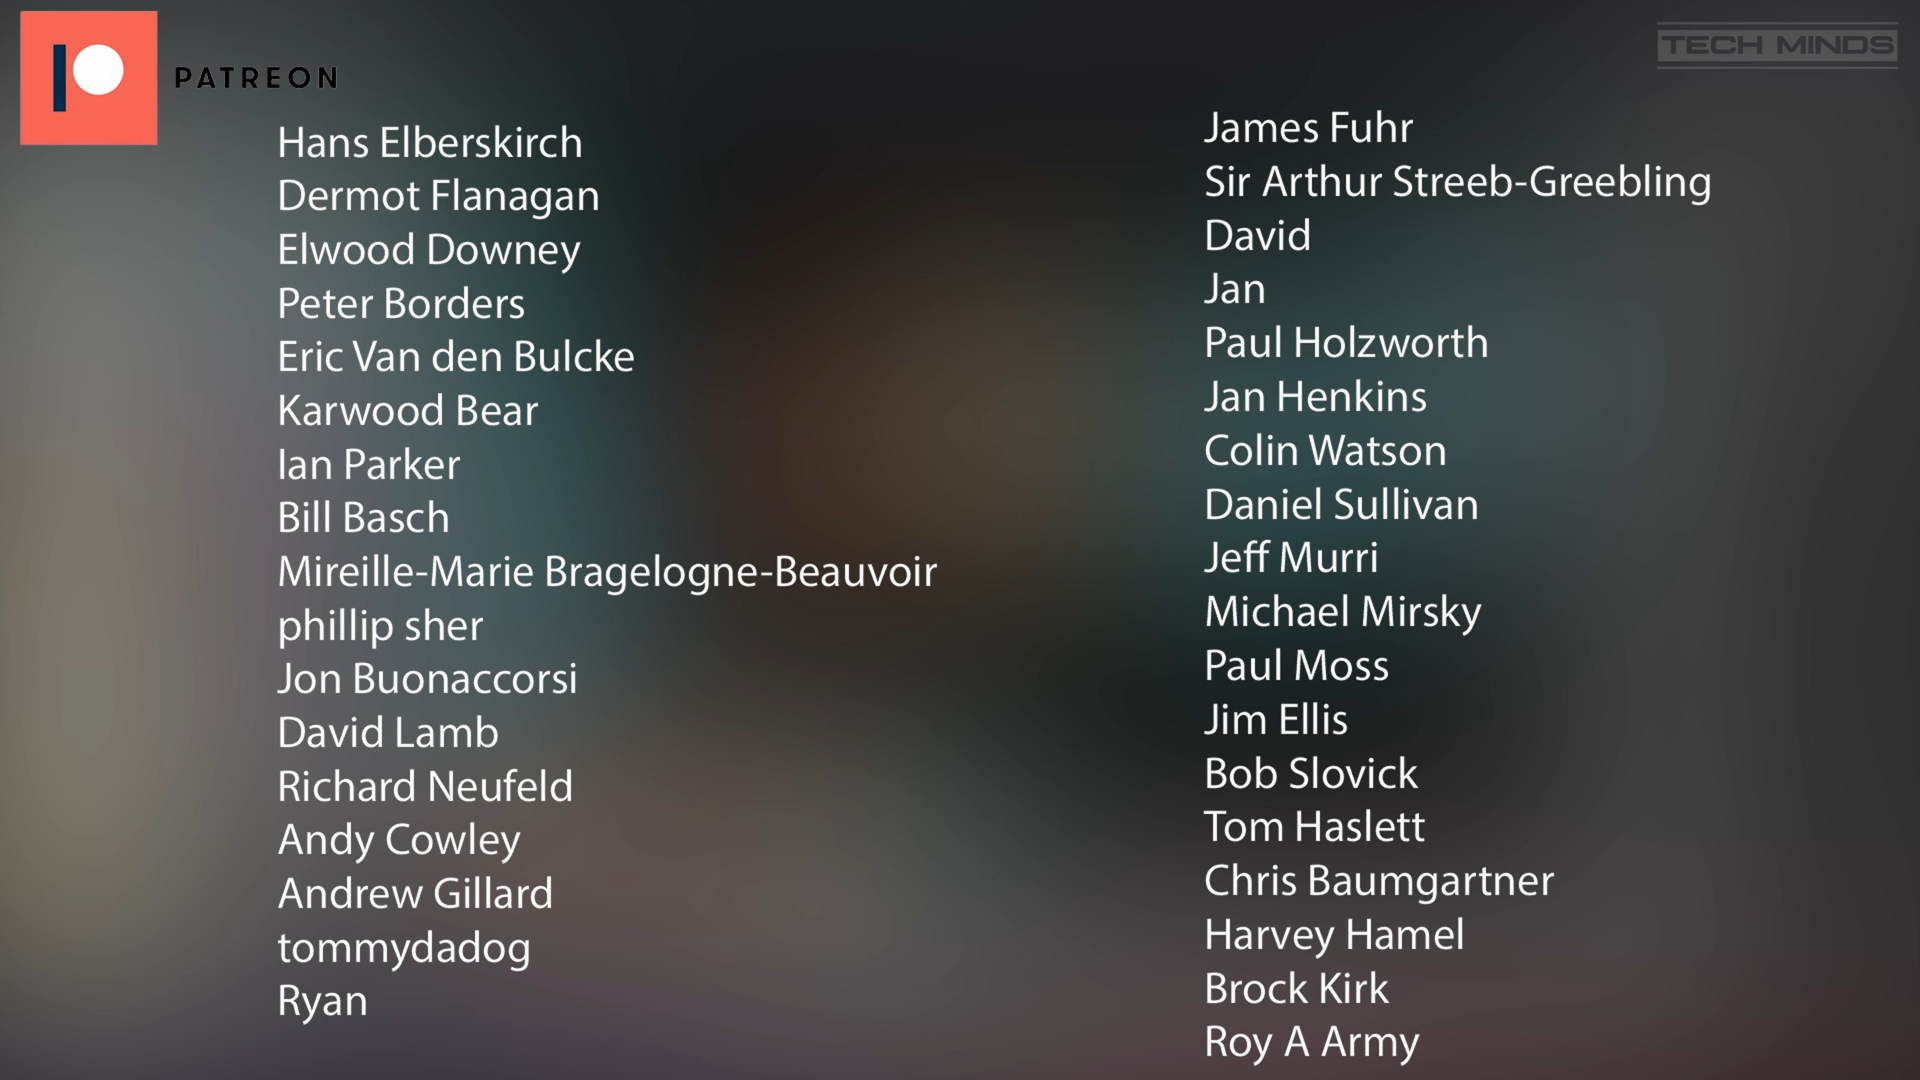 PATREON
TECH MINDS
Hans Elberskirch
Dermot Flanagan
Elwood Downey
Peter Borders
Eric Van den Bulcke
Karwood Bear
Ian Parker
Bill Basch
Mireille-Marie Bragelogne-Beauvoir
phillip sher
Jon Buonaccorsi
David Lamb
Richard Neufeld
Andy Cowley
Andrew Gillard
tommydadog
Ryan
James Fuhr
Sir Arthur Streeb-Greebling
David
Jan
Paul Holzworth
Jan Henkins
Colin Watson
Daniel Sullivan
Jeff Murri
Michael Mirsky
Paul Moss
Jim Ellis
Bob Slovick
Tom Haslett
Chris Baumgartner
Harvey Hamel
Brock Kirk
Roy A Army